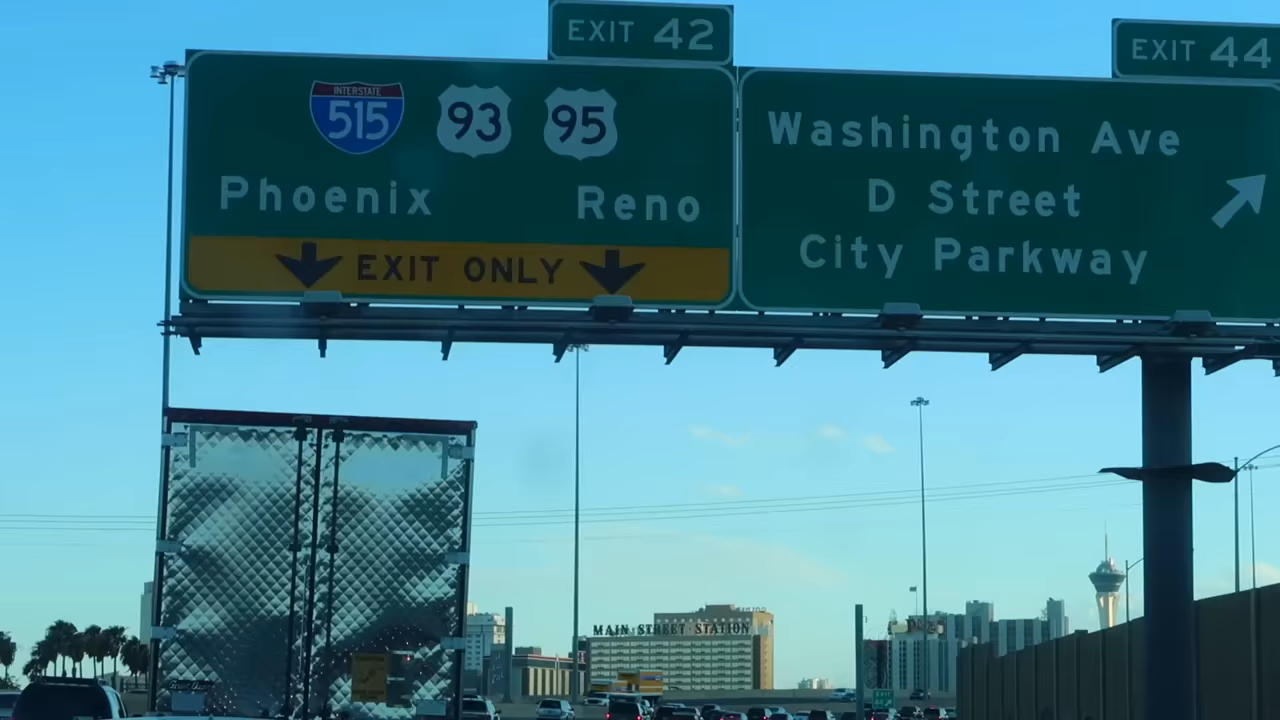 EXIT 42
INTERSTATE
515
93
95
Phoenix Reno
EXIT ONLY
EXIT 44
Washington Ave
D Street
City Parkway
MAIN STREET STATION